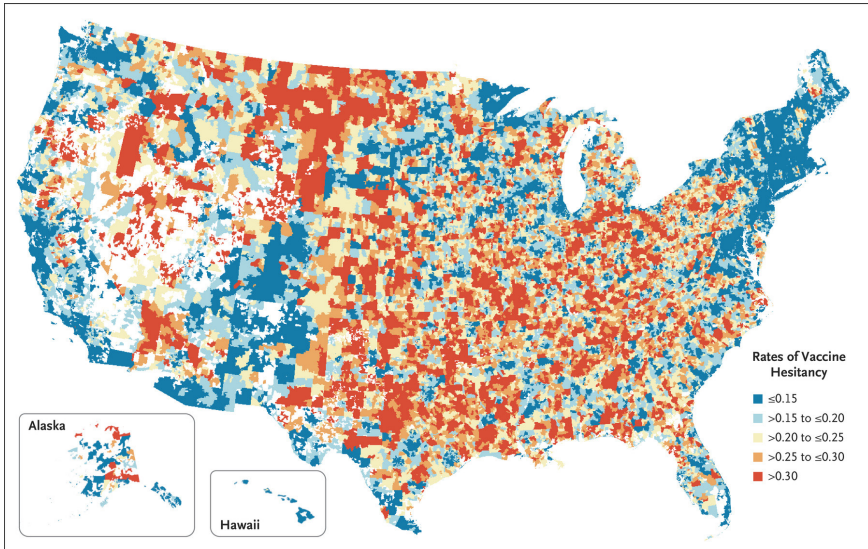 Rates of Vaccine
Hesitancy
≤0.15
>0.15 to ≤0.20
>0.20 to ≤0.25
>0.25 to ≤0.30
>0.30
Alaska
Hawaii